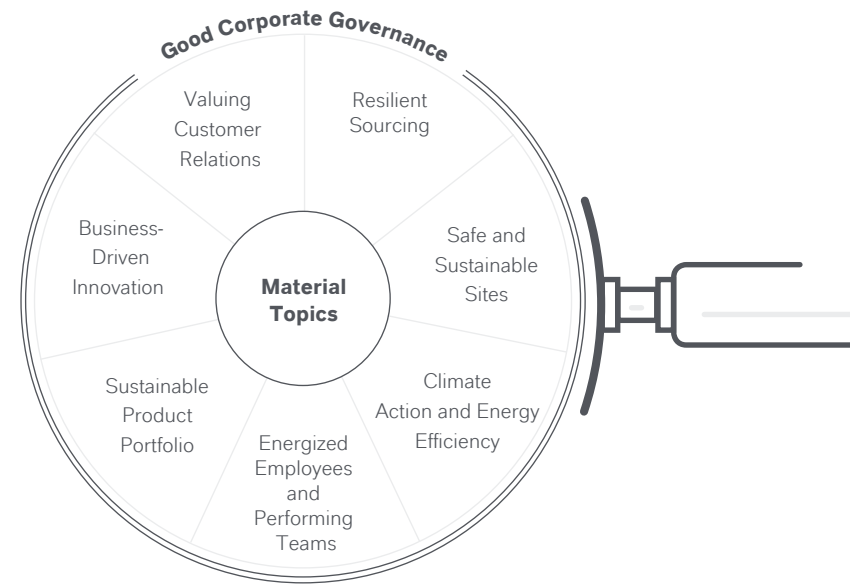 Good Corporate Governance
Valuing
Customer
Relations
Resilient
Sourcing
Business-
Driven
Innovation
Safe and
Sustainable
Sites
Material
Topics
Sustainable
Product
Portfolio
Climate
Action and Energy
Efficiency
Energized
Employees
and
Performing
Teams